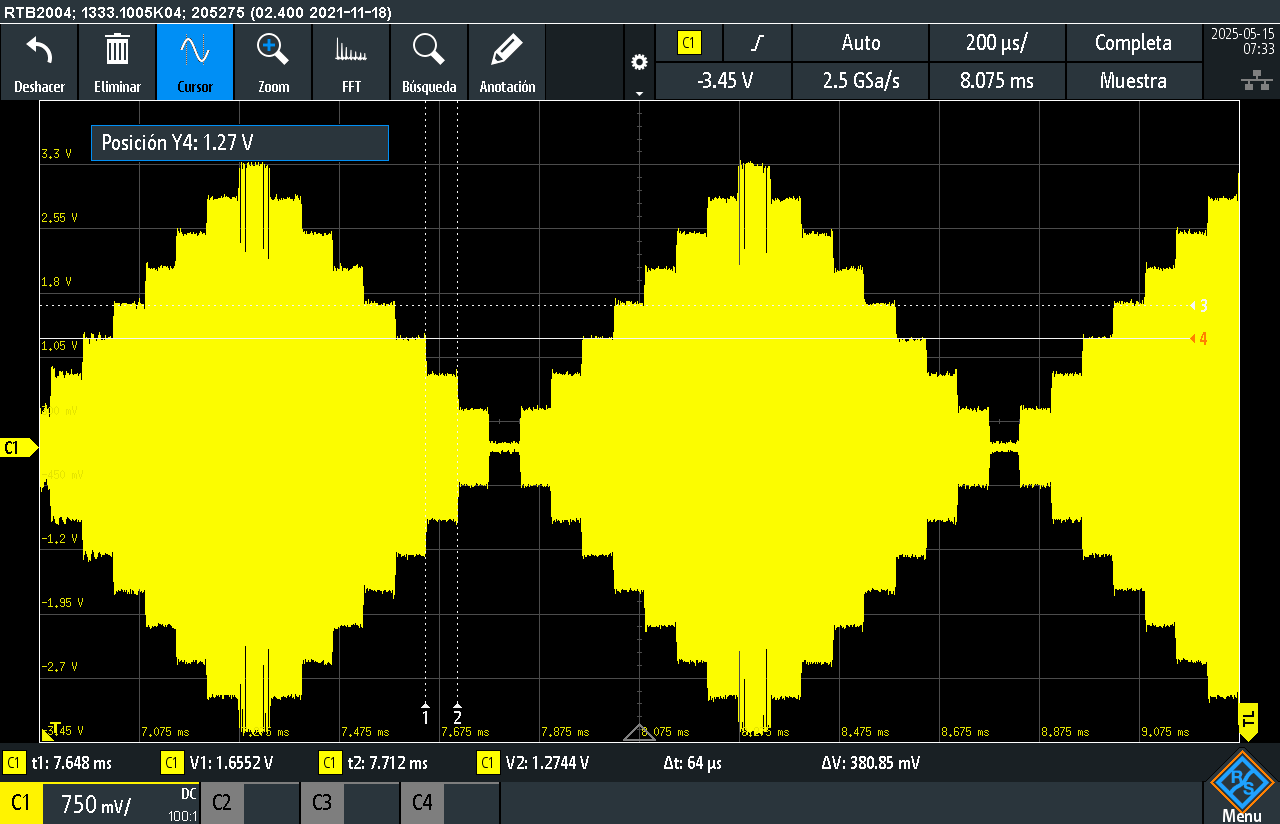 RTB2004; 1333.1005K04; 205275 (02.400 2021-11-18)
Deshacer Eliminar Cursor Zoom FFT Búsqueda Anotación
C1 Auto 200 µs/ Completa
-3.45 V 2.5 GSa/s 8.075 ms Muestra
2025-05-15
07:33
Posición Y4: 1.27 V
3.3 V
2.55 V
1.8 V
3
4
1.05 V
C1
-450 mV
-1.2 V
-1.95 V
-2.7 V
1 2
T
TL
-3.45 V 7.075 ms 7.275 ms 7.475 ms 7.675 ms 7.875 ms 8.075 ms 8.275 ms 8.475 ms 8.675 ms 8.875 ms 9.075 ms
C1 t1: 7.648 ms C1 V1: 1.6552 V C1 t2: 7.712 ms C1 V2: 1.2744 V Δt: 64 µs ΔV: 380.85 mV
C1 750 mV/ DC 100:1 C2 C3 C4
R&S
Menu